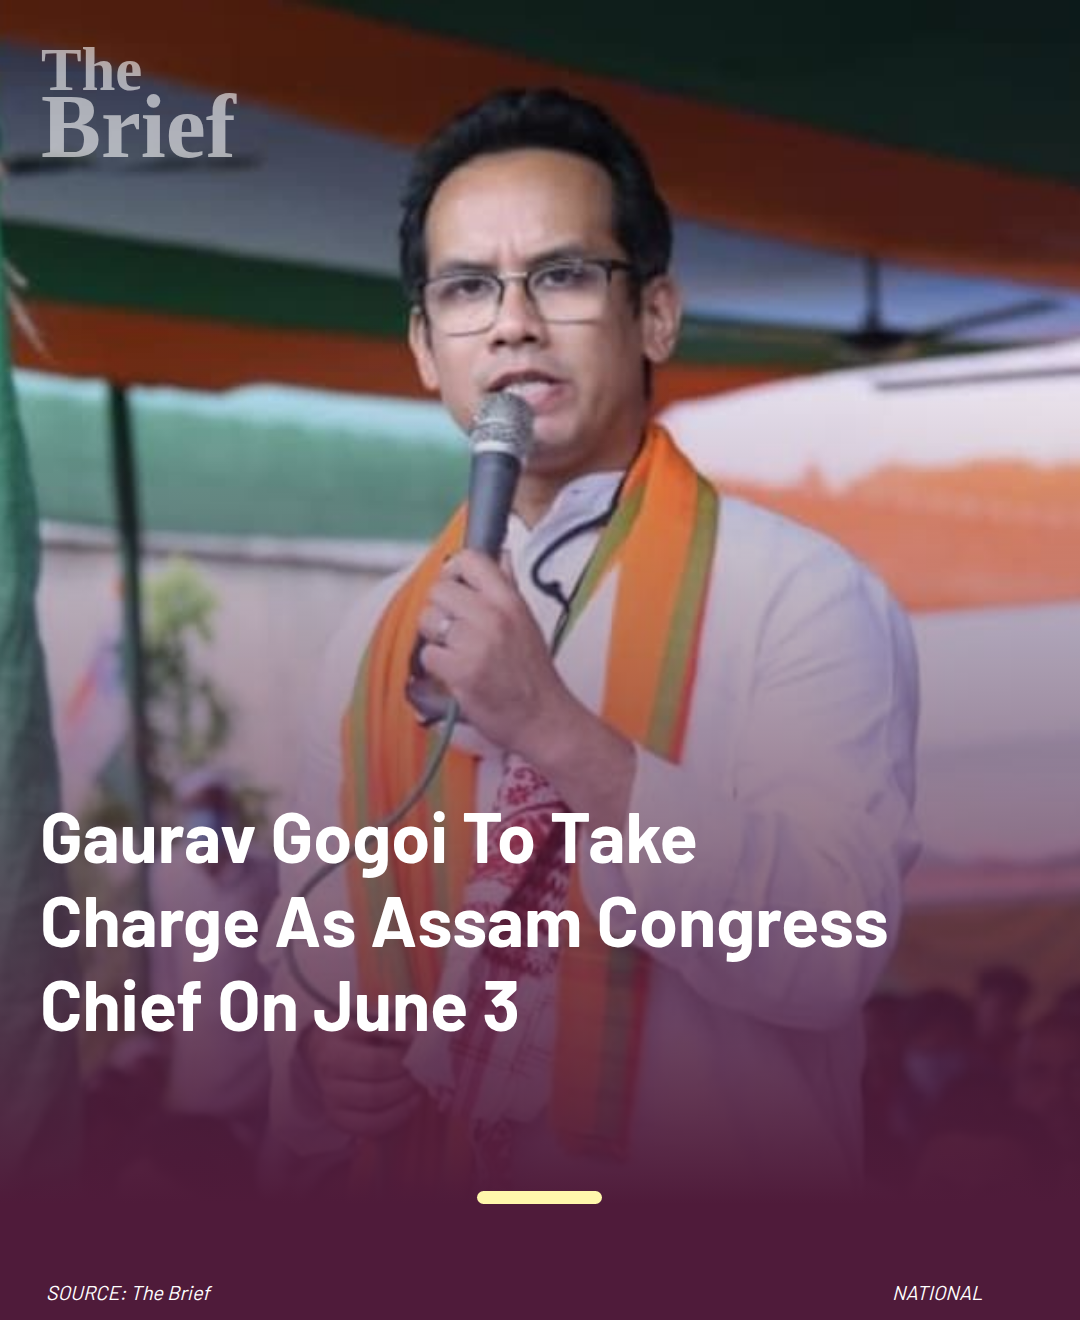 The
Brief
Gaurav Gogoi To Take
Charge As Assam Congress
Chief On June 3
SOURCE: The Brief
NATIONAL